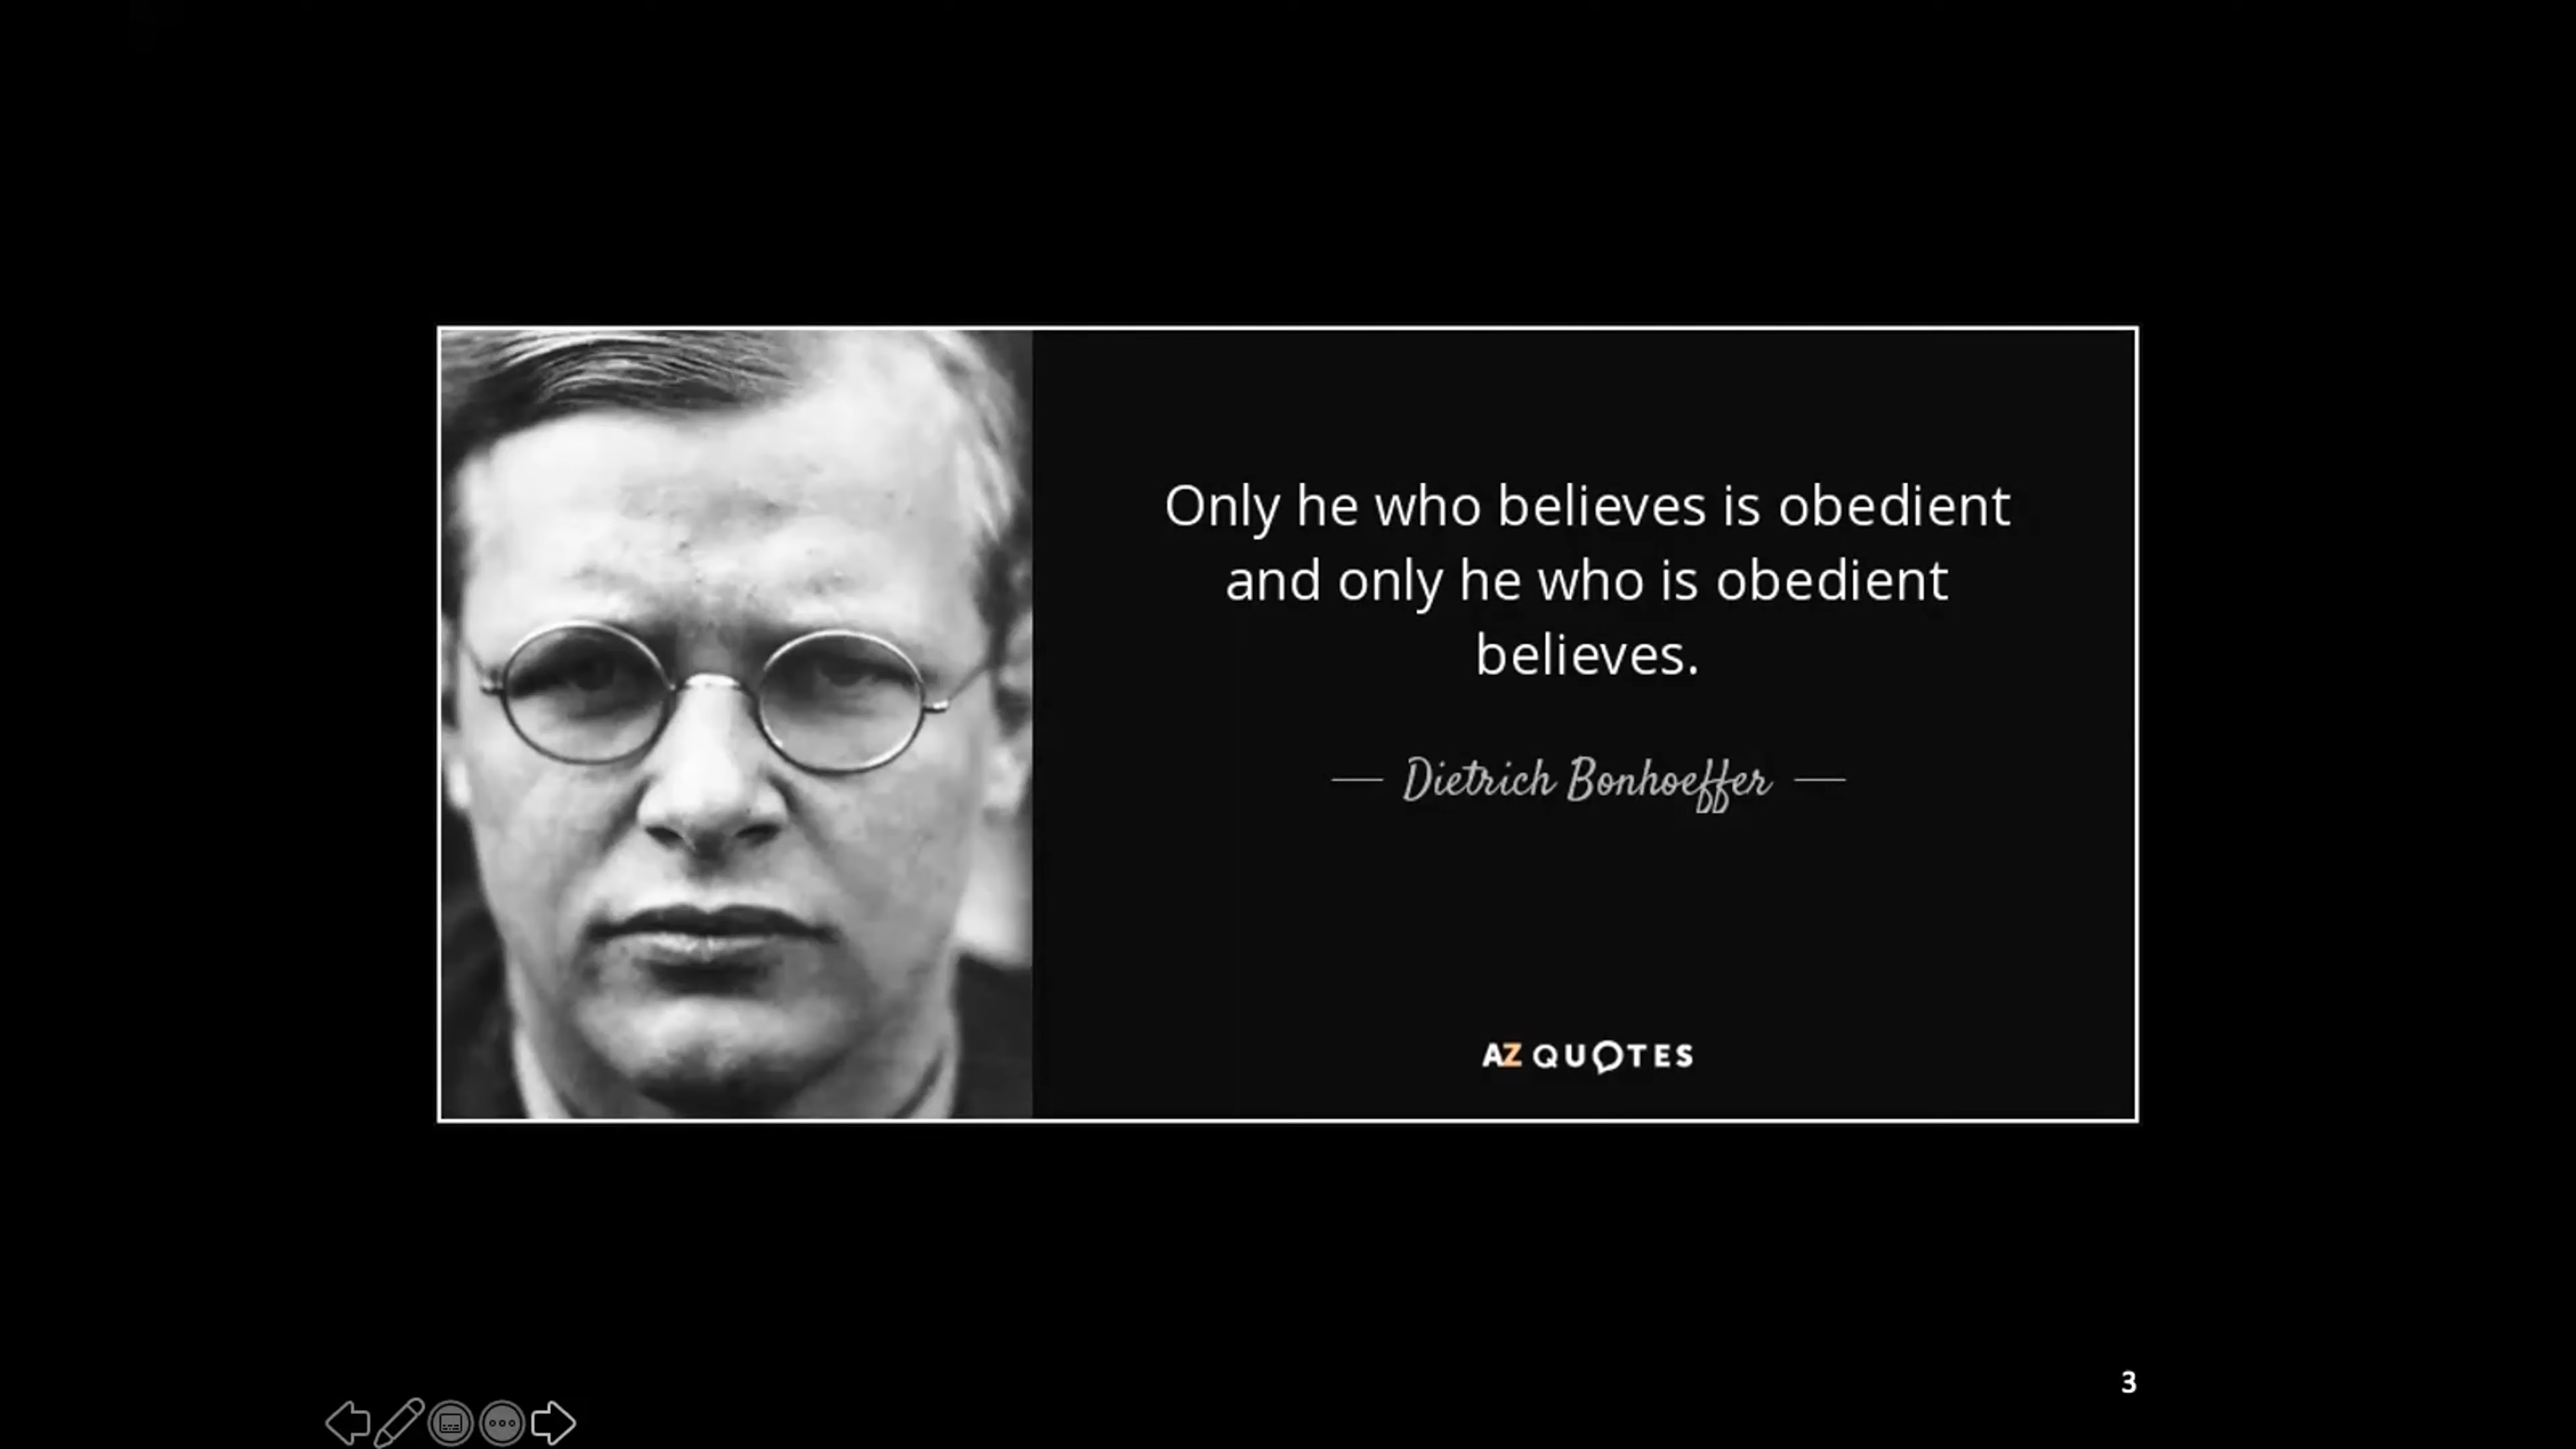 Only he who believes is obedient
and only he who is obedient
believes.
— Dietrich Bonhoeffer —
AZ QUOTES
3